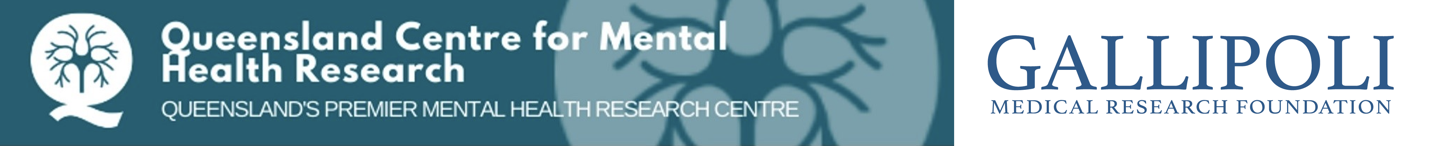 Queensland Centre for Mental
Health Research
QUEENSLAND'S PREMIER MENTAL HEALTH RESEARCH CENTRE
GALLIPOLI
MEDICAL RESEARCH FOUNDATION